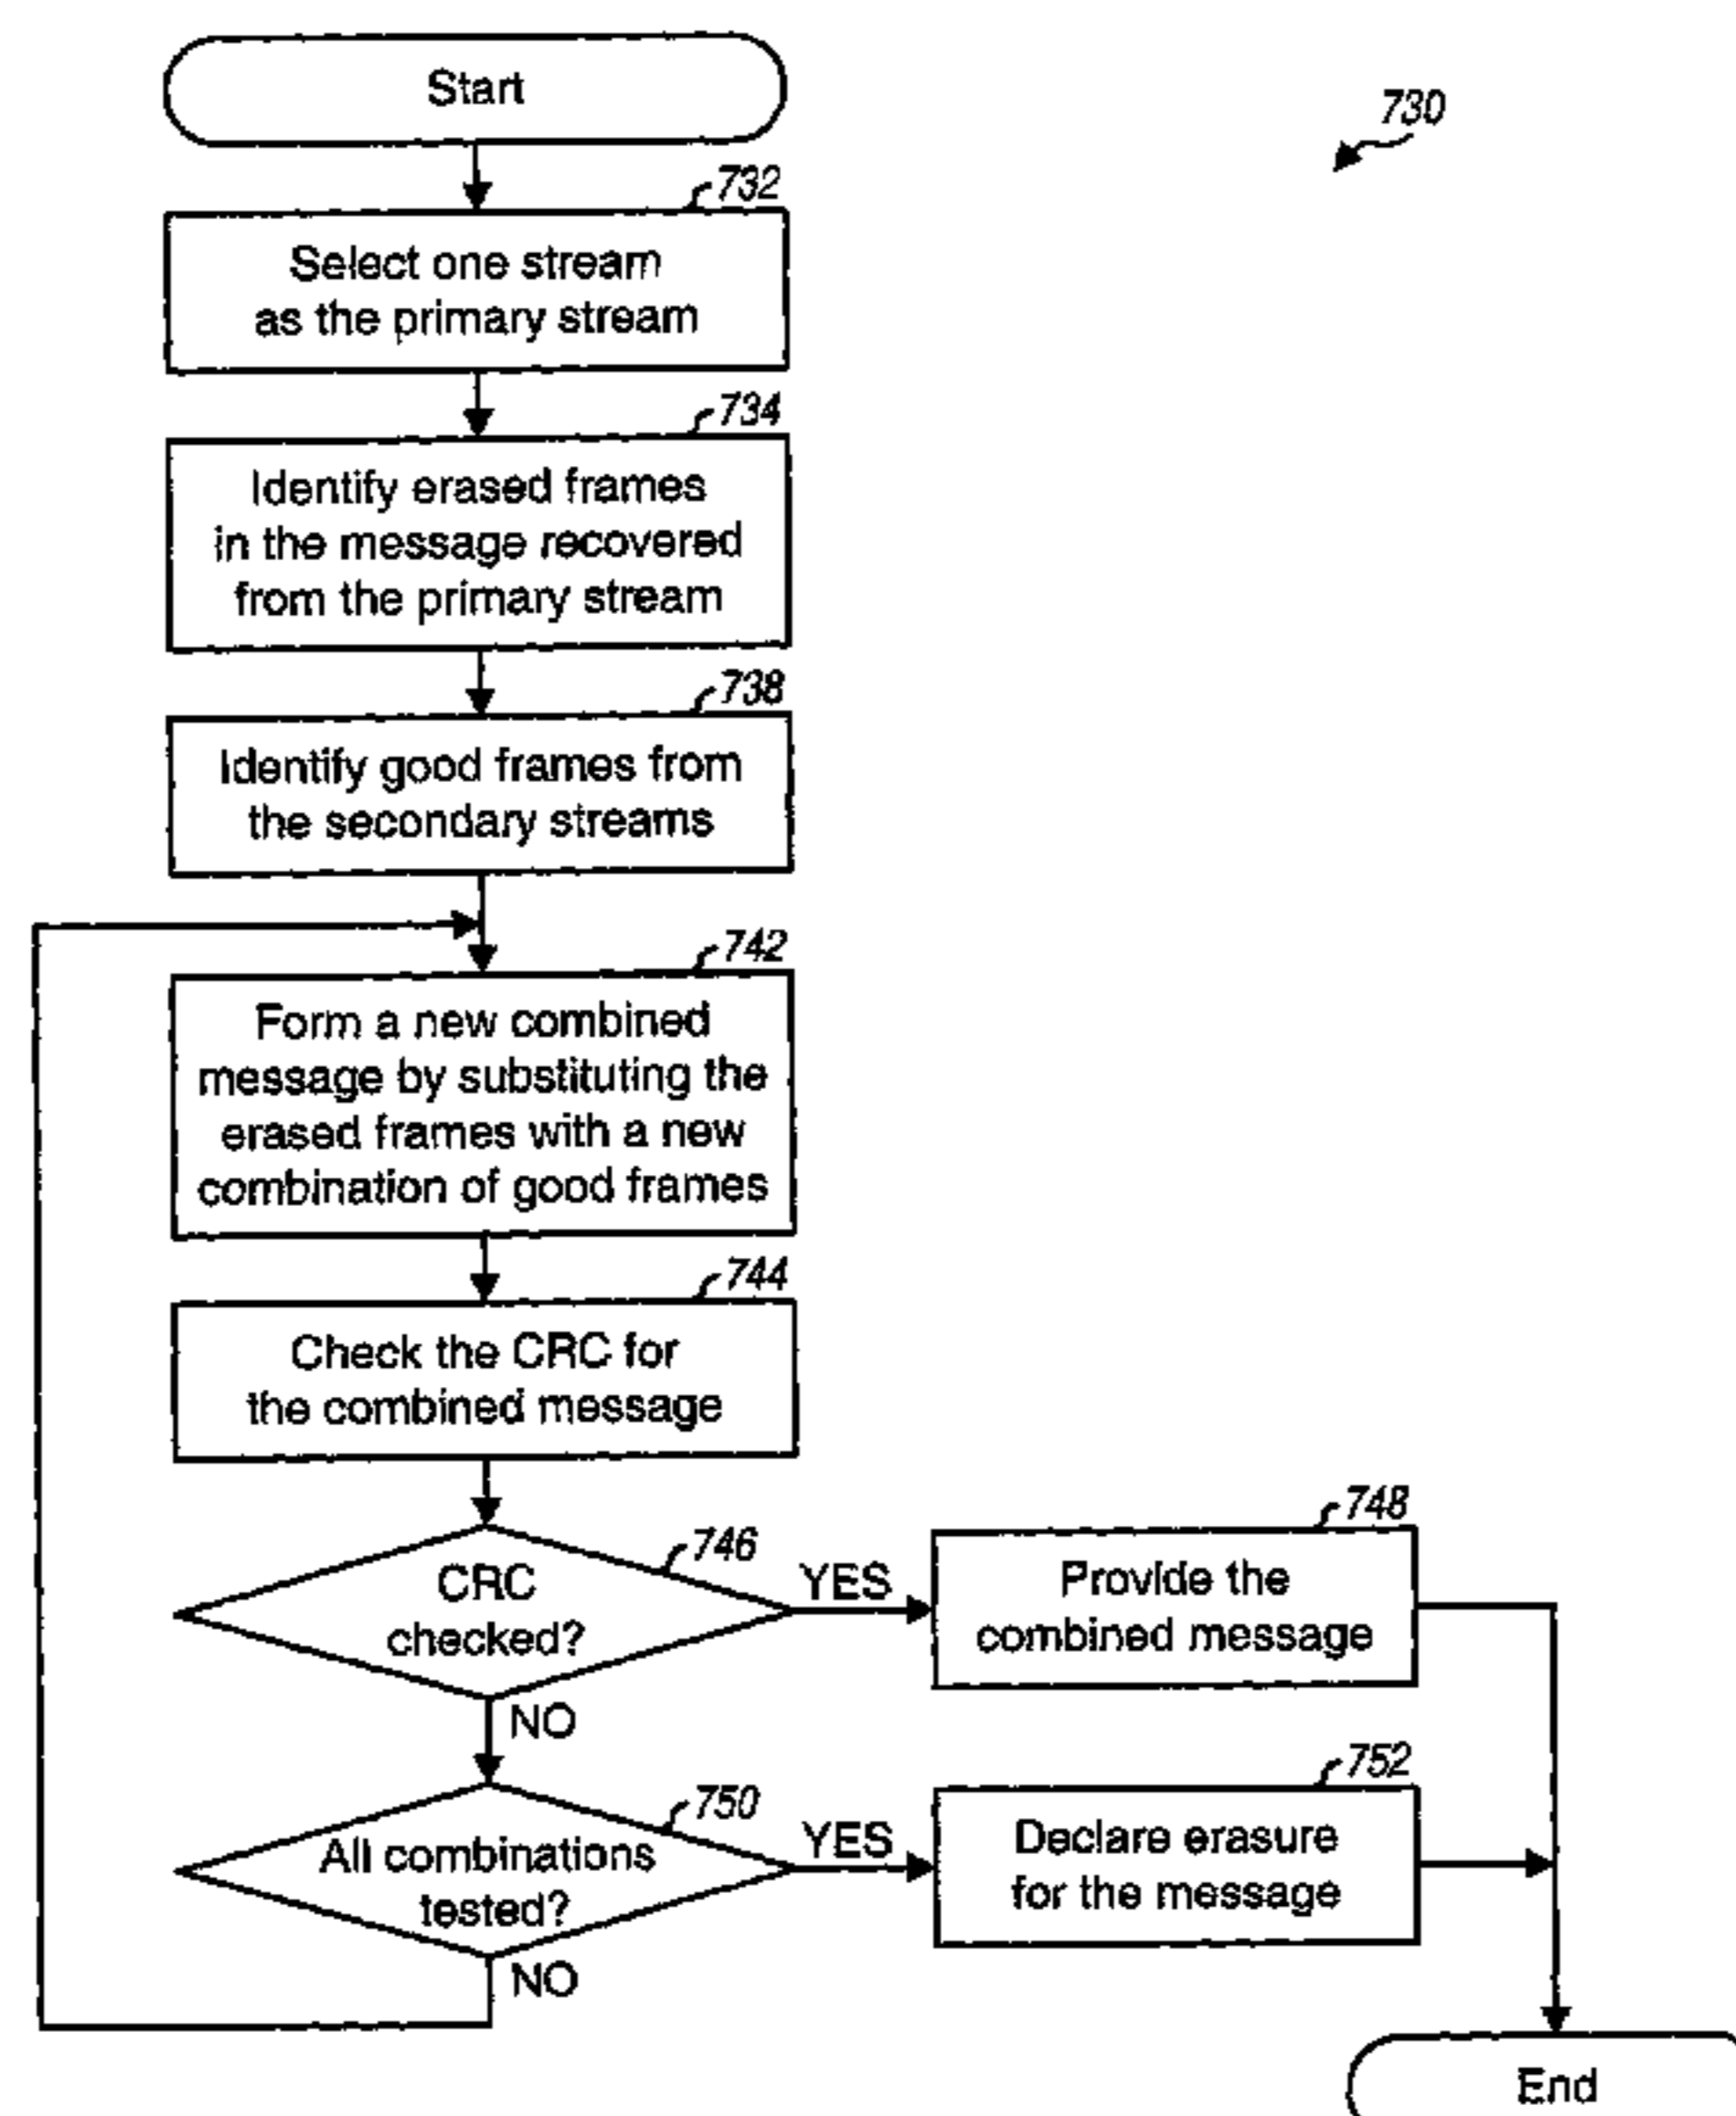 Start
730
732
Select one stream
as the primary stream
734
Identify erased frames
in the message recovered
from the primary stream
738
Identify good frames from
the secondary streams
742
Form a new combined
message by substituting the
erased frames with a new
combination of good frames
744
Check the CRC for
the combined message
746
CRC
checked?
YES
748
Provide the
combined message
NO
750
All combinations
tested?
YES
752
Declare erasure
for the message
NO
End